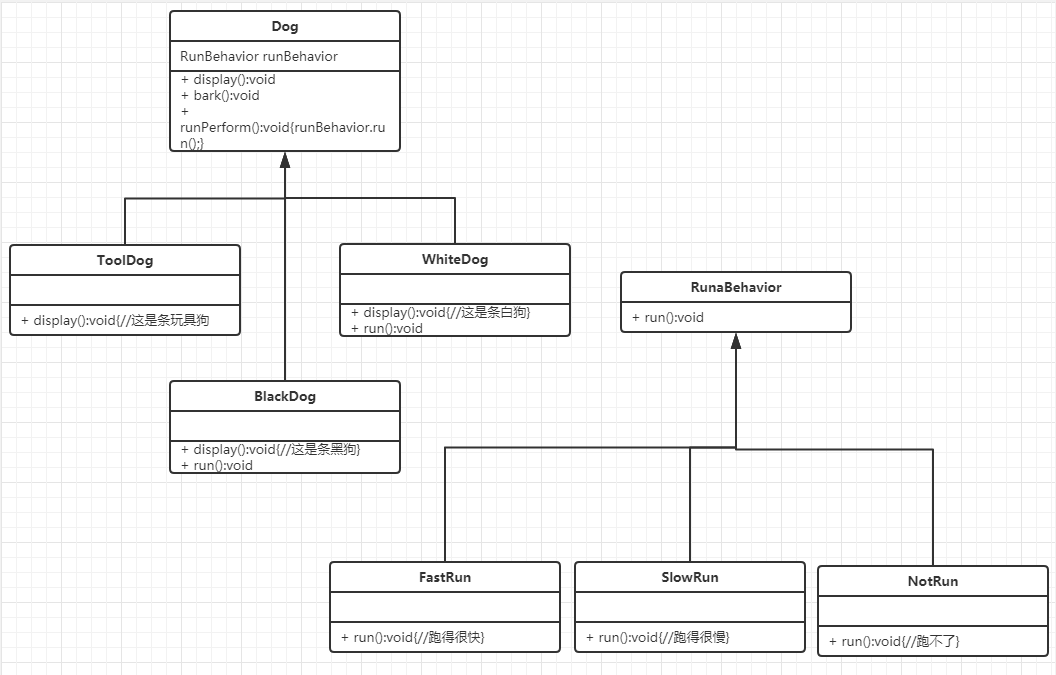 Dog
RunBehavior runBehavior
+ display():void
+ bark():void
+
runPerform():void{runBehavior.ru
n();}
ToolDog
+ display():void{//这是条玩具狗
WhiteDog
+ display():void{//这是条白狗}
+ run():void
RunaBehavior
+ run():void
BlackDog
+ display():void{//这是条黑狗}
+ run():void
FastRun
+ run():void{//跑得很快}
SlowRun
+ run():void{//跑得很慢}
NotRun
+ run():void{//跑不了}